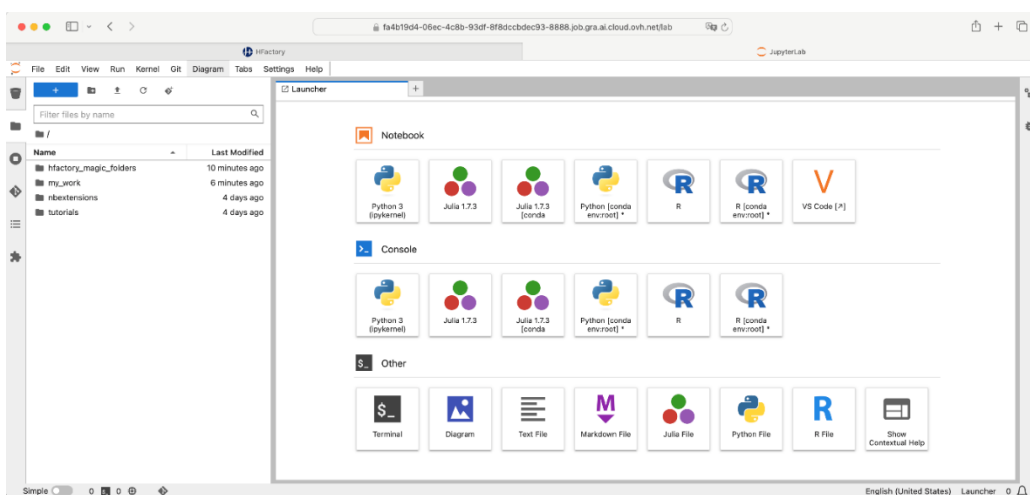 fa4b19d4-06ec-4c8b-93df-8f8dccbdec93-8888.job.gra.ai.cloud.ovh.net/lab
HFactory
JupyterLab
File Edit View Run Kernel Git Diagram Tabs Settings Help
Launcher
Filter files by name
/
Name Last Modified
hfactory_magic_folders 10 minutes ago
my_work 6 minutes ago
nbextensions 4 days ago
tutorials 4 days ago
Notebook
Python 3 (ipykernel)
Julia 1.7.3
Julia 1.7.3 [conda
Python [conda env:root] *
R
R [conda env:root] *
VS Code [↗]
Console
Python 3 (ipykernel)
Julia 1.7.3
Julia 1.7.3 [conda
Python [conda env:root] *
R
R [conda env:root] *
$_ Other
Terminal
Diagram
Text File
Markdown File
Julia File
Python File
R File
Show Contextual Help
Simple 0 0
English (United States) Launcher 0